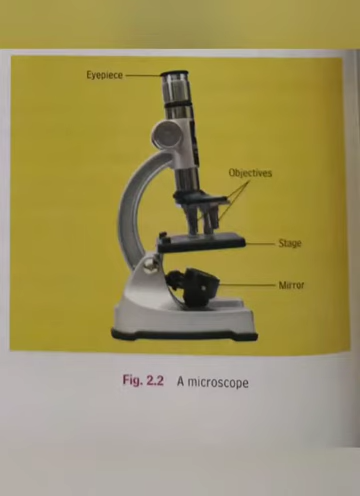 Eyepiece
Objectives
Stage
Mirror
Fig. 2.2 A microscope